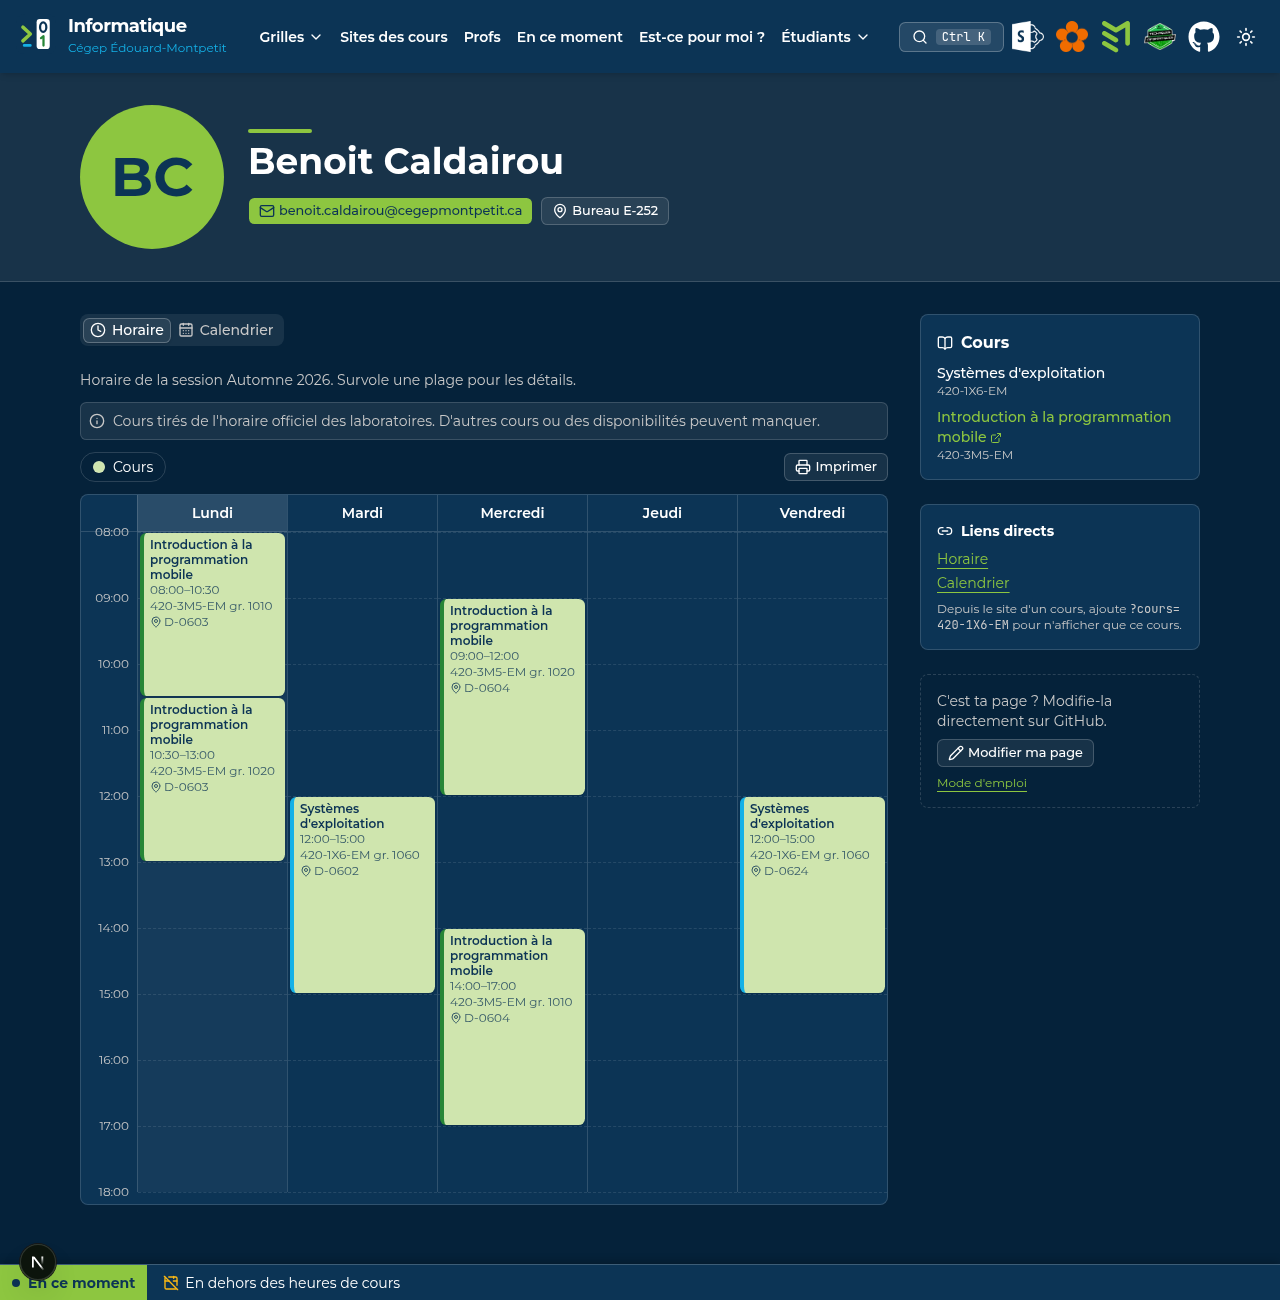 Informatique
Cégep Édouard-Montpetit
Grilles
Sites des cours
Profs
En ce moment
Est-ce pour moi ?
Étudiants
Ctrl K
BC
Benoit Caldairou
benoit.caldairou@cegepmontpetit.ca
Bureau E-252
Horaire
Calendrier
Horaire de la session Automne 2026. Survole une plage pour les détails.
Cours tirés de l'horaire officiel des laboratoires. D'autres cours ou des disponibilités peuvent manquer.
Cours
Imprimer
Lundi
Mardi
Mercredi
Jeudi
Vendredi
08:00
09:00
10:00
11:00
12:00
13:00
14:00
15:00
16:00
17:00
18:00
Introduction à la
programmation
mobile
08:00–10:30
420-3M5-EM gr. 1010
D-0603
Introduction à la
programmation
mobile
10:30–13:00
420-3M5-EM gr. 1020
D-0603
Systèmes
d'exploitation
12:00–15:00
420-1X6-EM gr. 1060
D-0602
Introduction à la
programmation
mobile
09:00–12:00
420-3M5-EM gr. 1020
D-0604
Introduction à la
programmation
mobile
14:00–17:00
420-3M5-EM gr. 1010
D-0604
Systèmes
d'exploitation
12:00–15:00
420-1X6-EM gr. 1060
D-0624
Cours
Systèmes d'exploitation
420-1X6-EM
Introduction à la programmation
mobile
420-3M5-EM
Liens directs
Horaire
Calendrier
Depuis le site d'un cours, ajoute ?cours=
420-1X6-EM pour n'afficher que ce cours.
C'est ta page ? Modifie-la
directement sur GitHub.
Modifier ma page
Mode d'emploi
En ce moment
En dehors des heures de cours